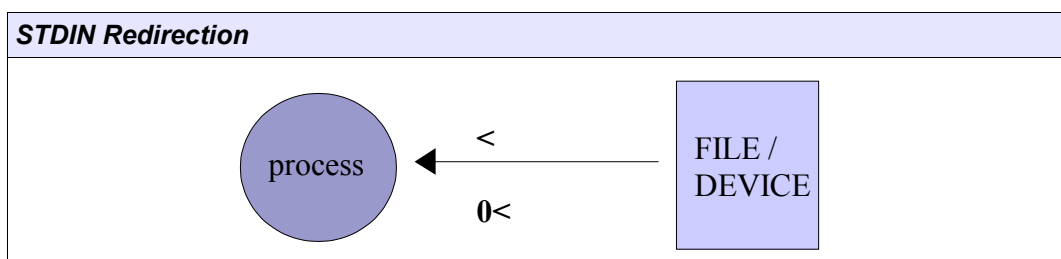 STDIN Redirection
<
process
FILE /
DEVICE
0<